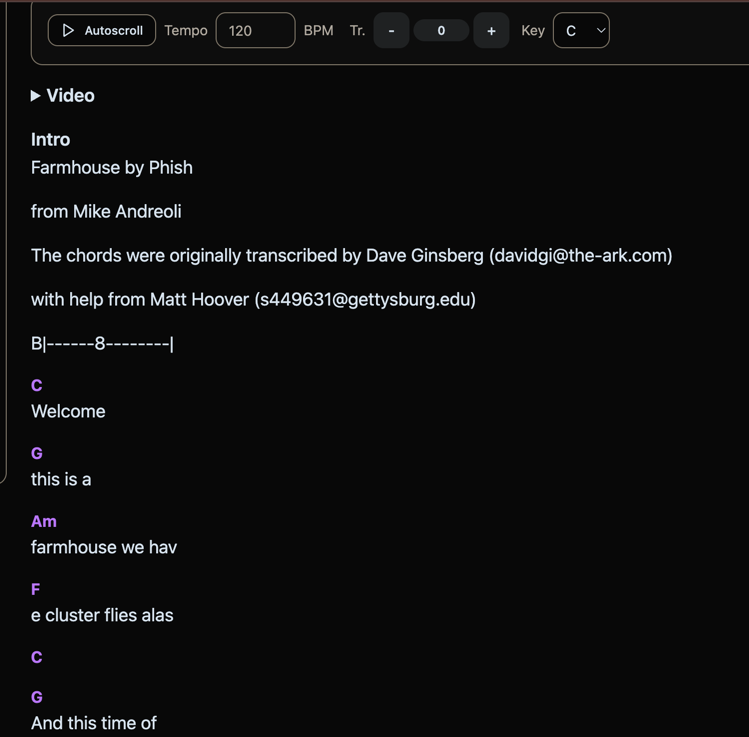 Autoscroll Tempo 120 BPM Tr. - 0 + Key C
Video
Intro
Farmhouse by Phish
from Mike Andreoli
The chords were originally transcribed by Dave Ginsberg (davidgi@the-ark.com)
with help from Matt Hoover (s449631@gettysburg.edu)
B|------8--------|
C
Welcome
G
this is a
Am
farmhouse we hav
F
e cluster flies alas
C
G
And this time of